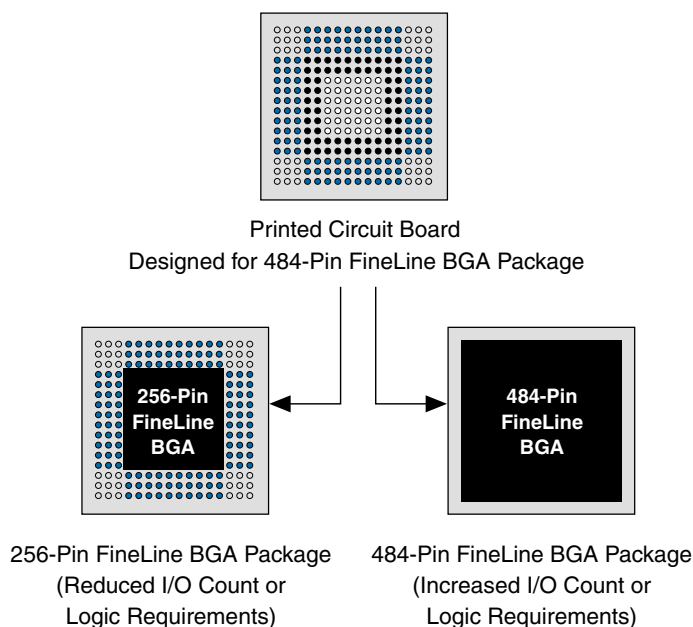 Printed Circuit Board
Designed for 484-Pin FineLine BGA Package
256-Pin
FineLine
BGA
484-Pin
FineLine
BGA
256-Pin FineLine BGA Package
(Reduced I/O Count or
Logic Requirements)
484-Pin FineLine BGA Package
(Increased I/O Count or
Logic Requirements)